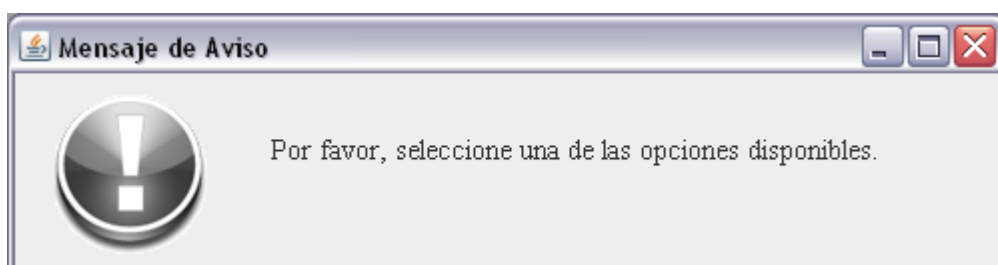 Mensaje de Aviso
Por favor, seleccione una de las opciones disponibles.